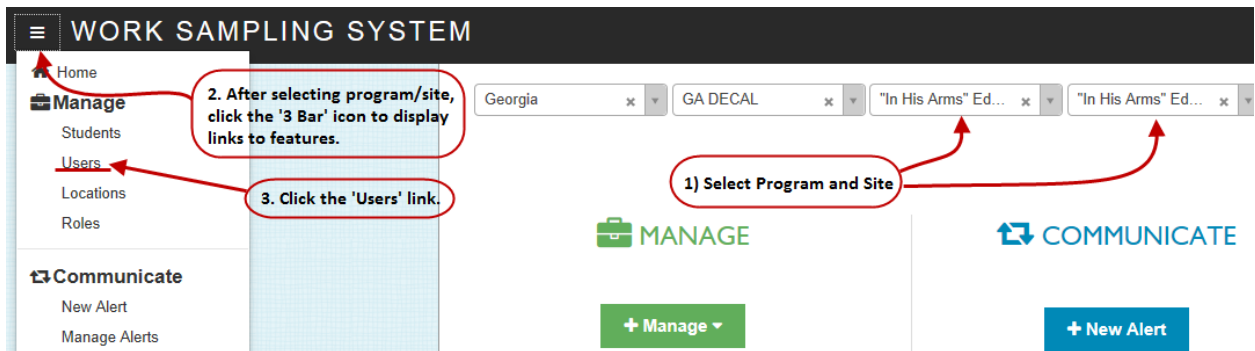 ≡ WORK SAMPLING SYSTEM
Home
Manage
Students
Users
Locations
Roles
Communicate
New Alert
Manage Alerts
2. After selecting program/site,
click the '3 Bar' icon to display
links to features.
3. Click the 'Users' link.
Georgia x
GA DECAL x
"In His Arms" Ed... x
"In His Arms" Ed... x
1) Select Program and Site
MANAGE
+ Manage
COMMUNICATE
+ New Alert